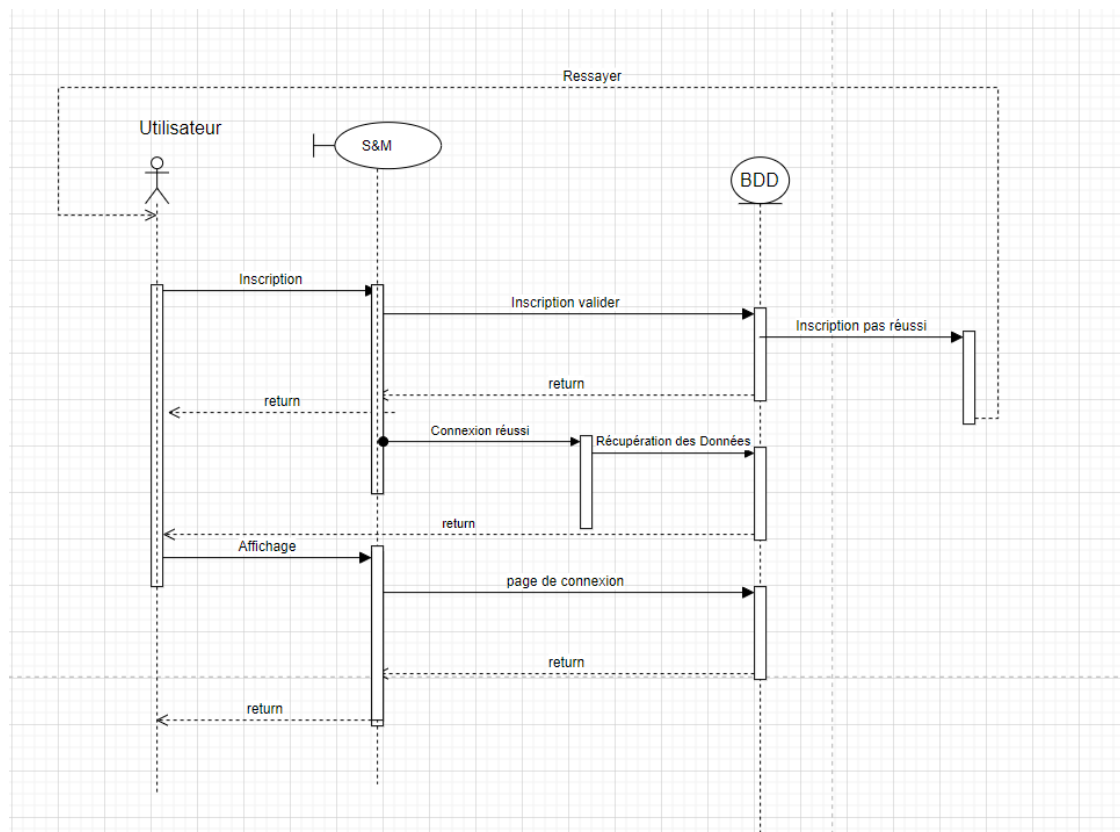 Ressayer
Utilisateur
S&M
BDD
Inscription
Inscription valider
Inscription pas réussi
return
return
Connexion réussi
Récupération des Données
return
Affichage
page de connexion
return
return